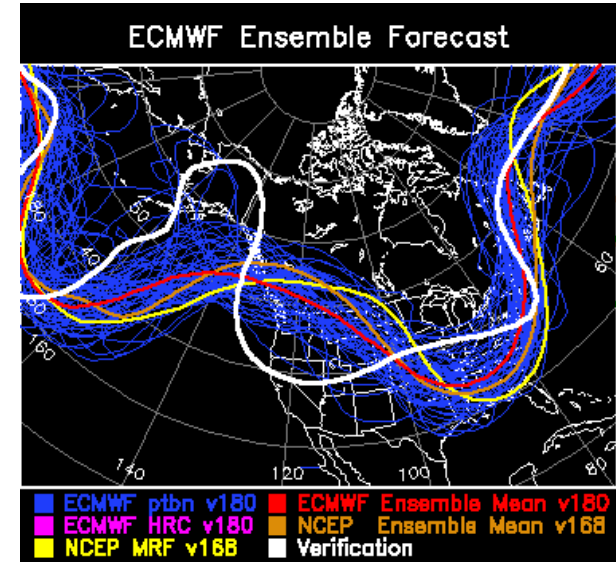 ECMWF Ensemble Forecast
80
60
40
60
160
140
120
100
80
ECMWF ptbn v180 ECMWF Ensemble Mean v180
ECMWF HRC v180 NCEP Ensemble Mean v168
NCEP MRF v168 Verification